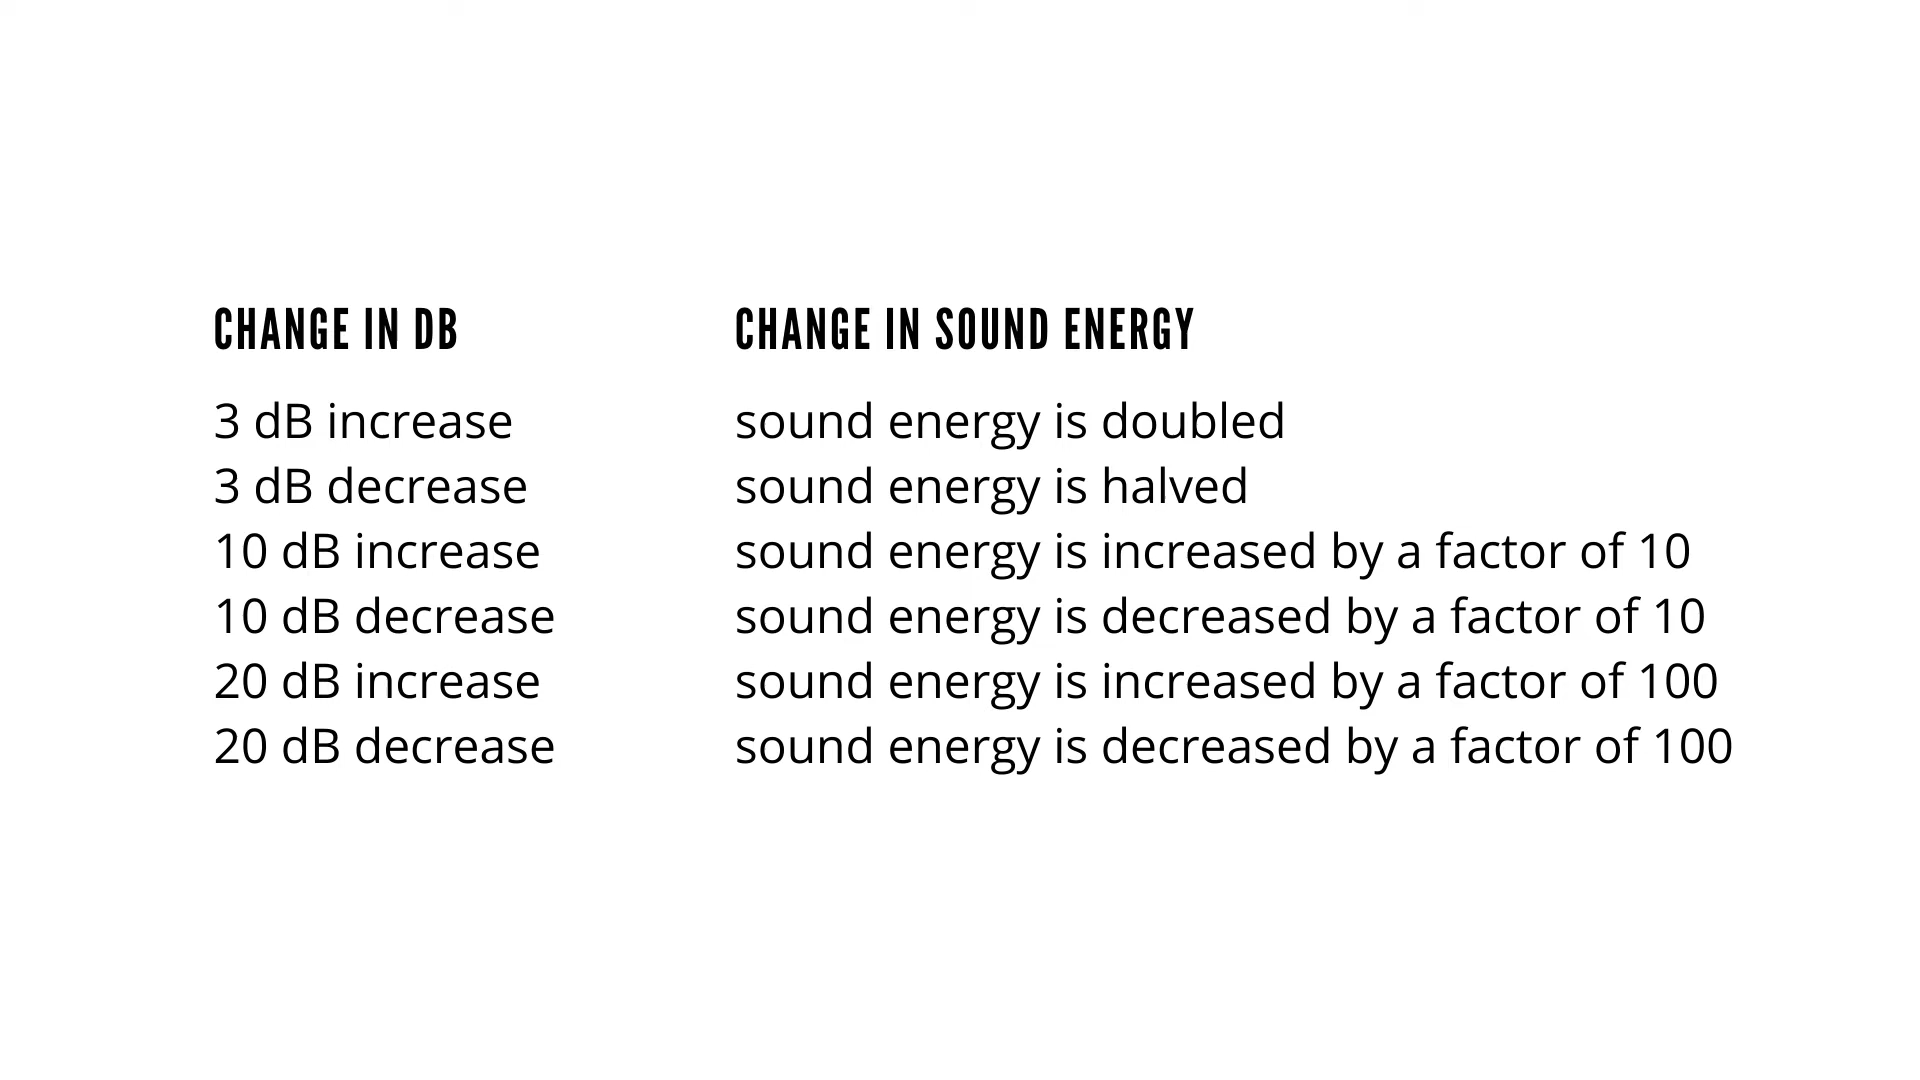 CHANGE IN DB
CHANGE IN SOUND ENERGY
3 dB increase
sound energy is doubled
3 dB decrease
sound energy is halved
10 dB increase
sound energy is increased by a factor of 10
10 dB decrease
sound energy is decreased by a factor of 10
20 dB increase
sound energy is increased by a factor of 100
20 dB decrease
sound energy is decreased by a factor of 100